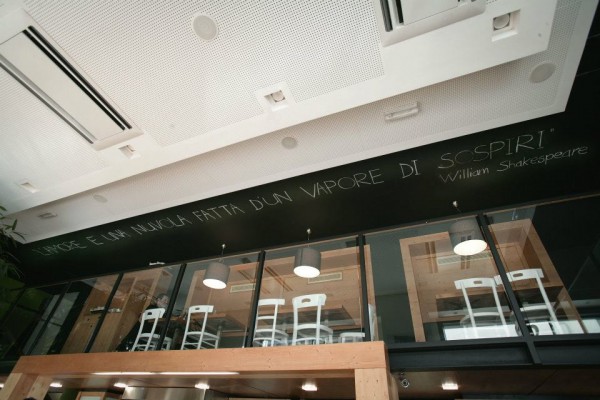 L'AMORE È UNA NUVOLA FATTA D'UN VAPORE DI SOSPIRI"
William Shakespeare